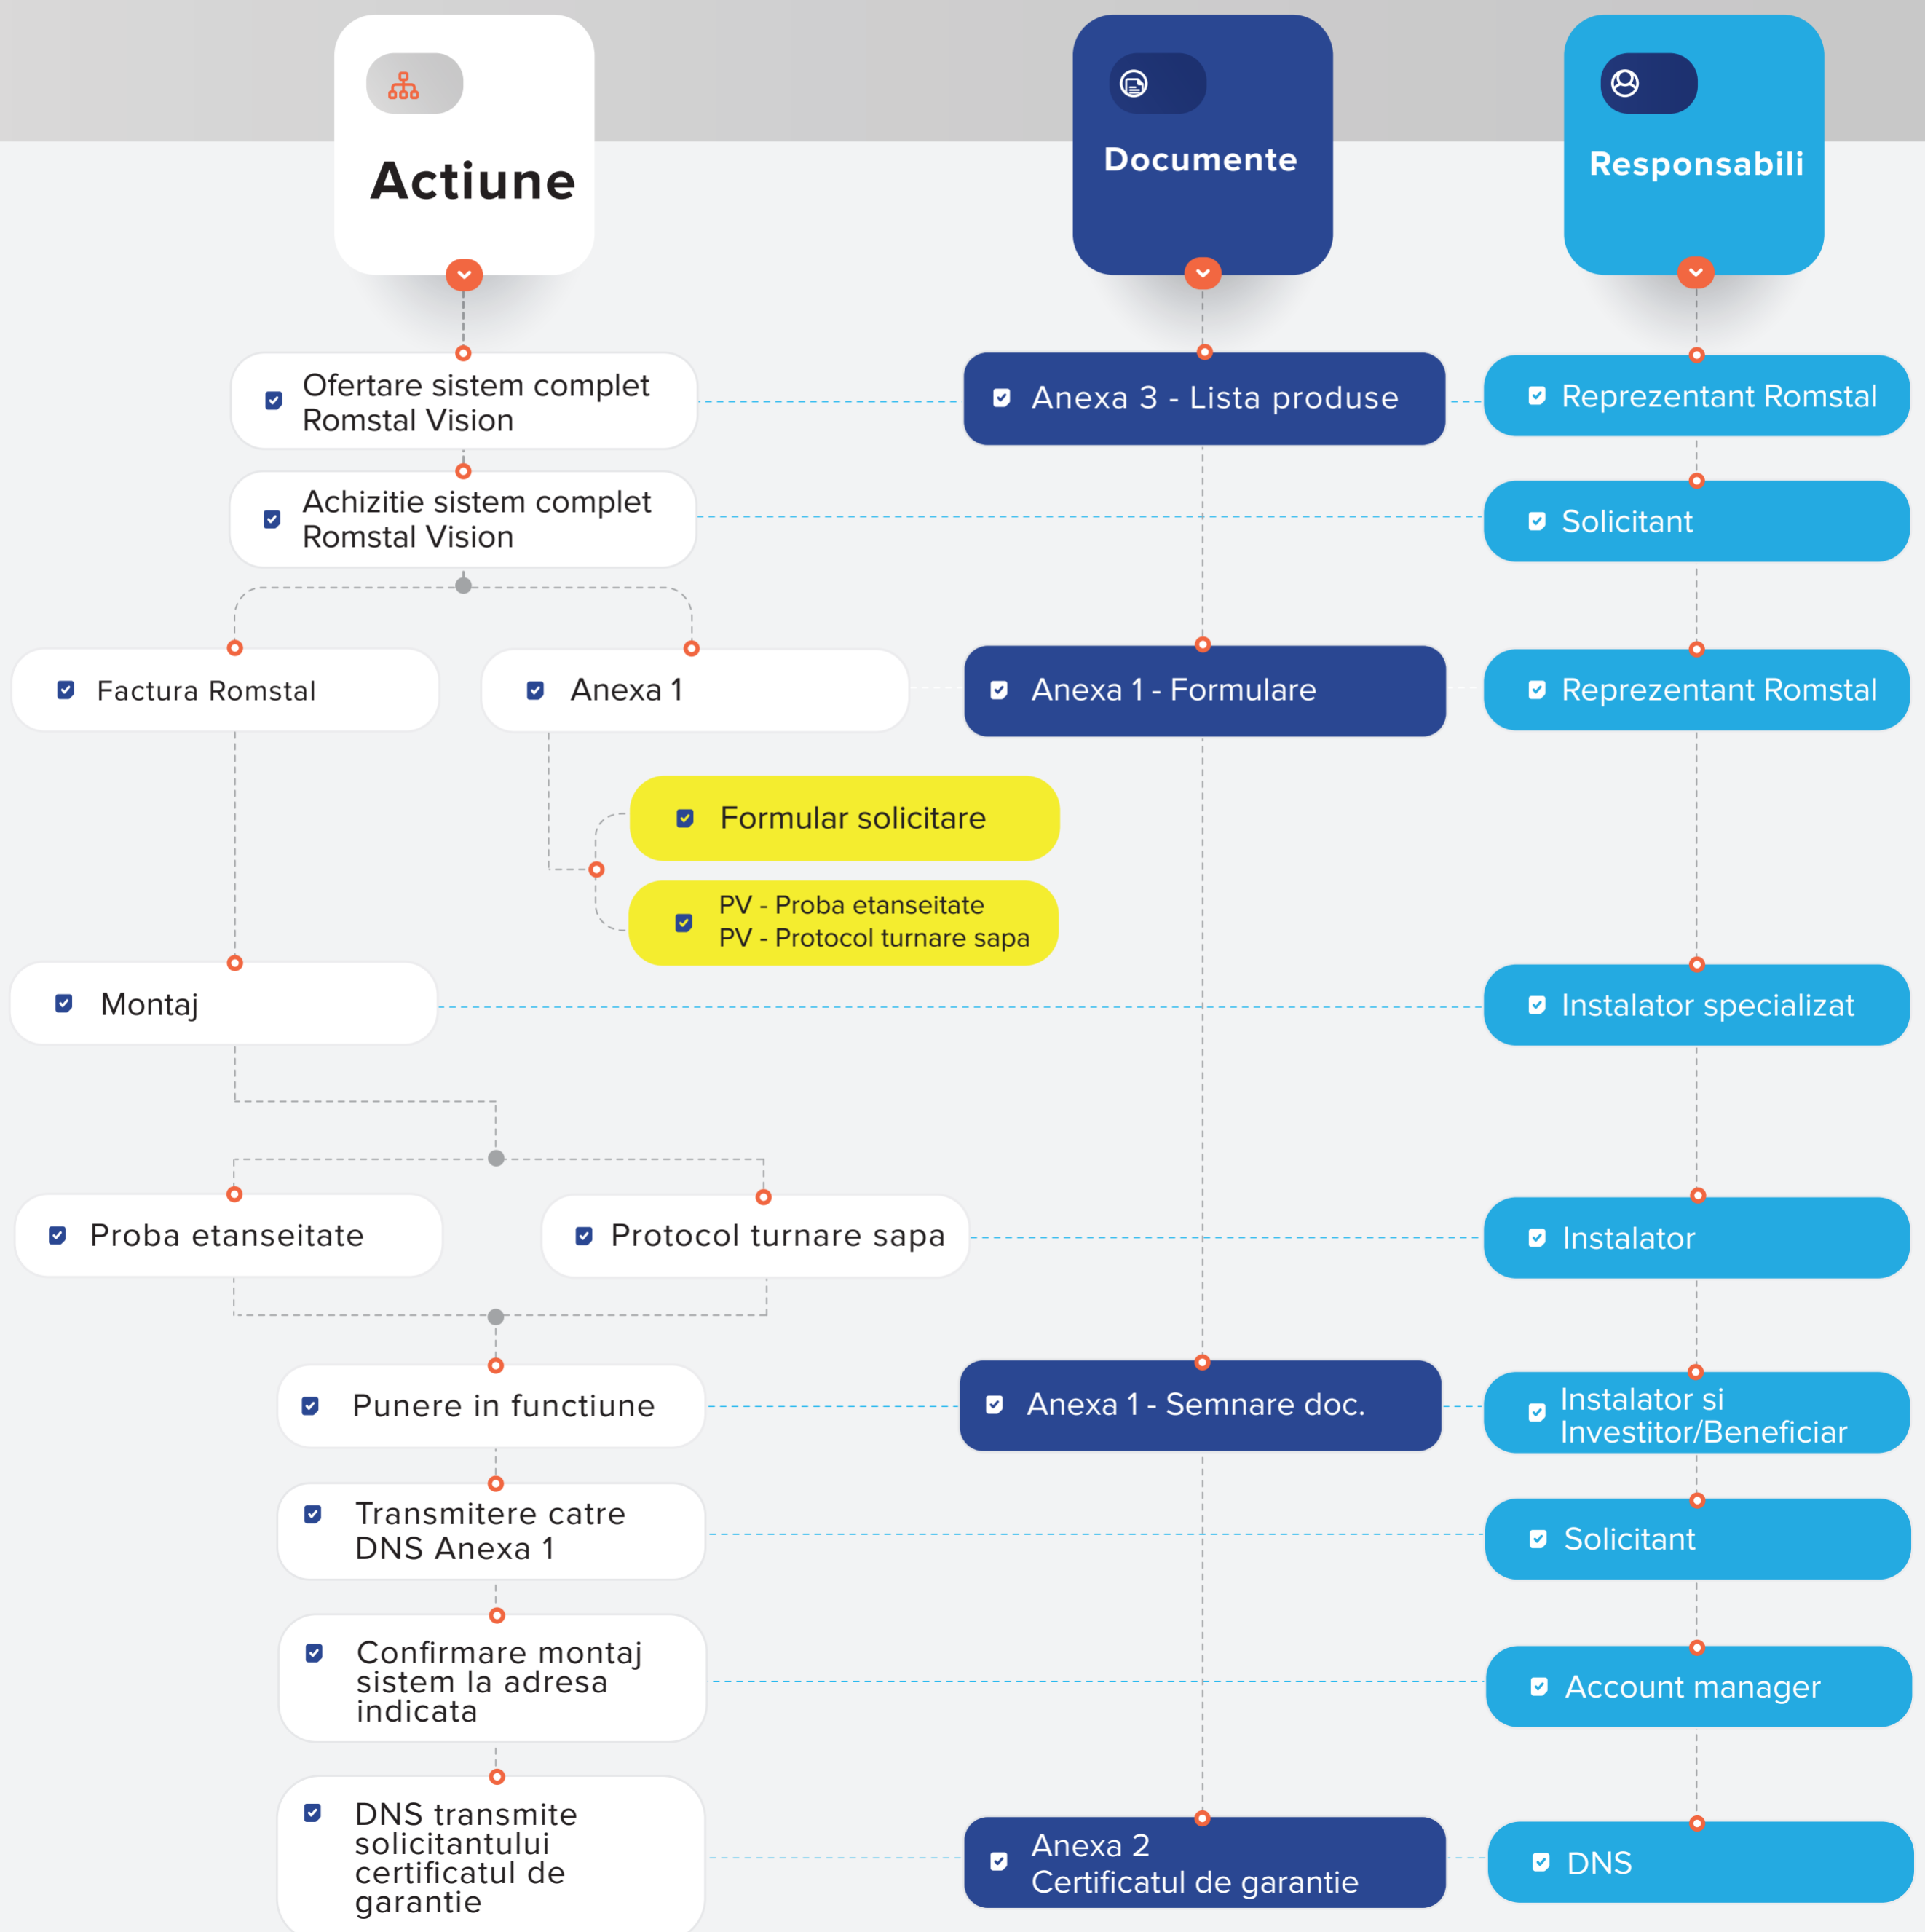 Actiune
Documente
Responsabili
Ofertare sistem complet
Romstal Vision
Anexa 3 - Lista produse
Reprezentant Romstal
Achizitie sistem complet
Romstal Vision
Solicitant
Factura Romstal
Anexa 1
Anexa 1 - Formulare
Reprezentant Romstal
Formular solicitare
PV - Proba etanseitate
PV - Protocol turnare sapa
Montaj
Instalator specializat
Proba etanseitate
Protocol turnare sapa
Instalator
Punere in functiune
Anexa 1 - Semnare doc.
Instalator si
Investitor/Beneficiar
Transmitere catre
DNS Anexa 1
Solicitant
Confirmare montaj
sistem la adresa
indicata
Account manager
DNS transmite
solicitantului
certificatul de
garantie
Anexa 2
Certificatul de garantie
DNS